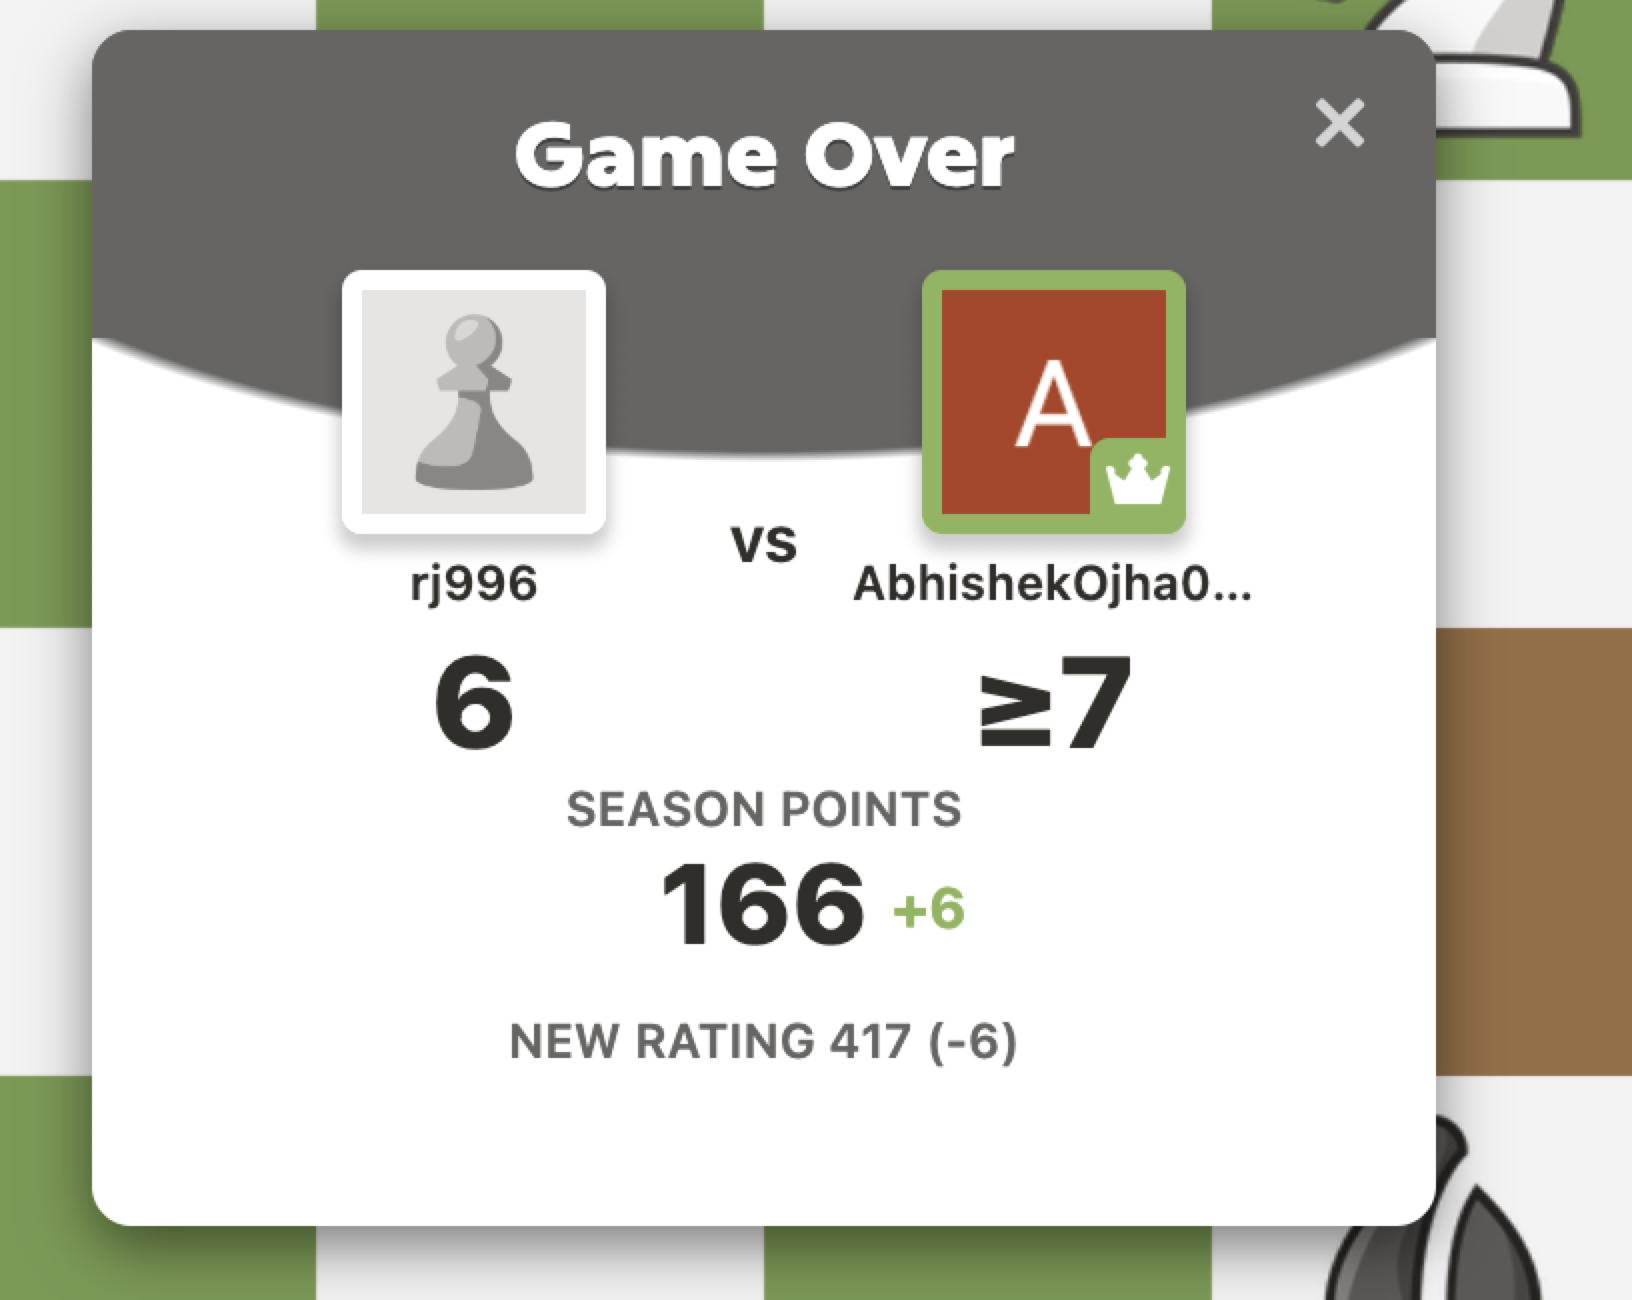 Game Over
A
vs
rj996
AbhishekOjha0...
6
≥7
SEASON POINTS
166 +6
NEW RATING 417 (-6)